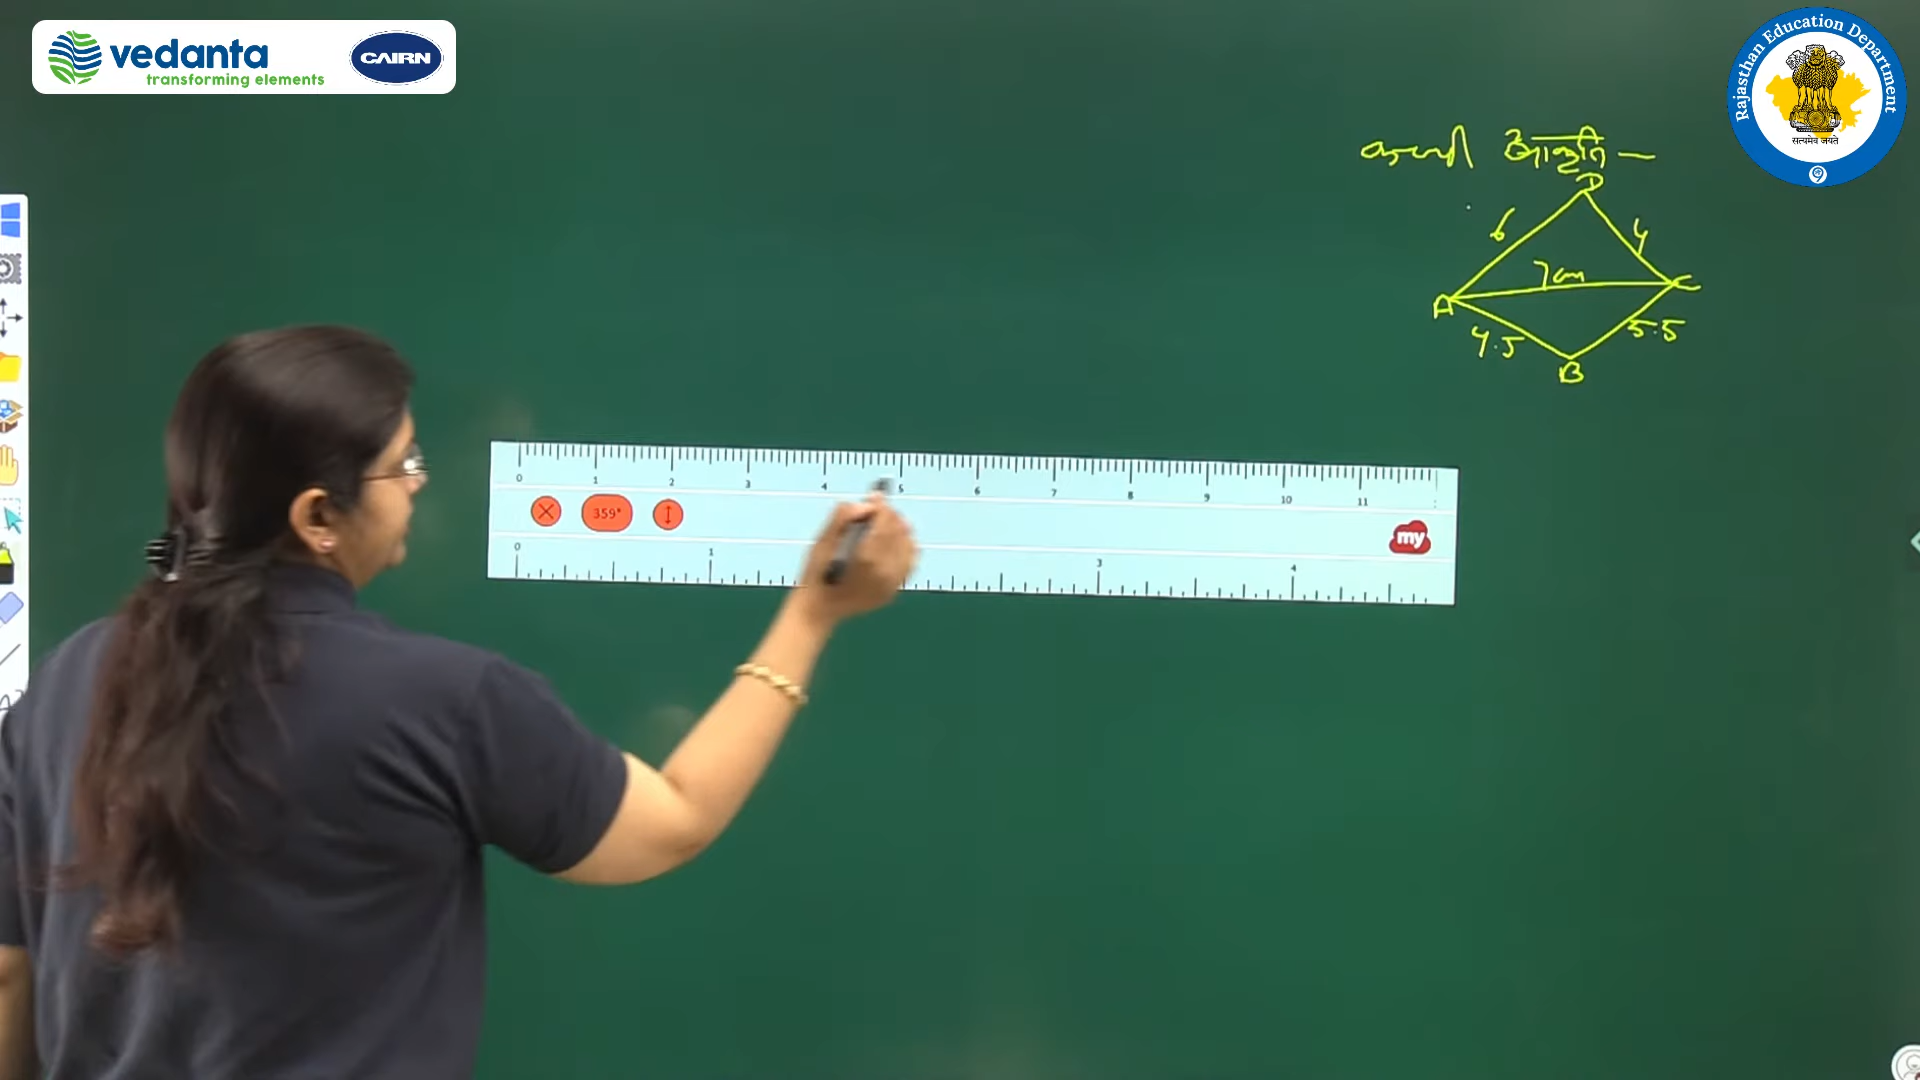 vedanta
transforming elements
CAIRN
Rajasthan Education Department
सत्यमेव जयते
कच्ची आकृति —
D
6
4
7cm
A
C
4.5
5.5
B
0 1 2 3 4 5 6 7 8 9 10 11
359°
my
0 1 3 4